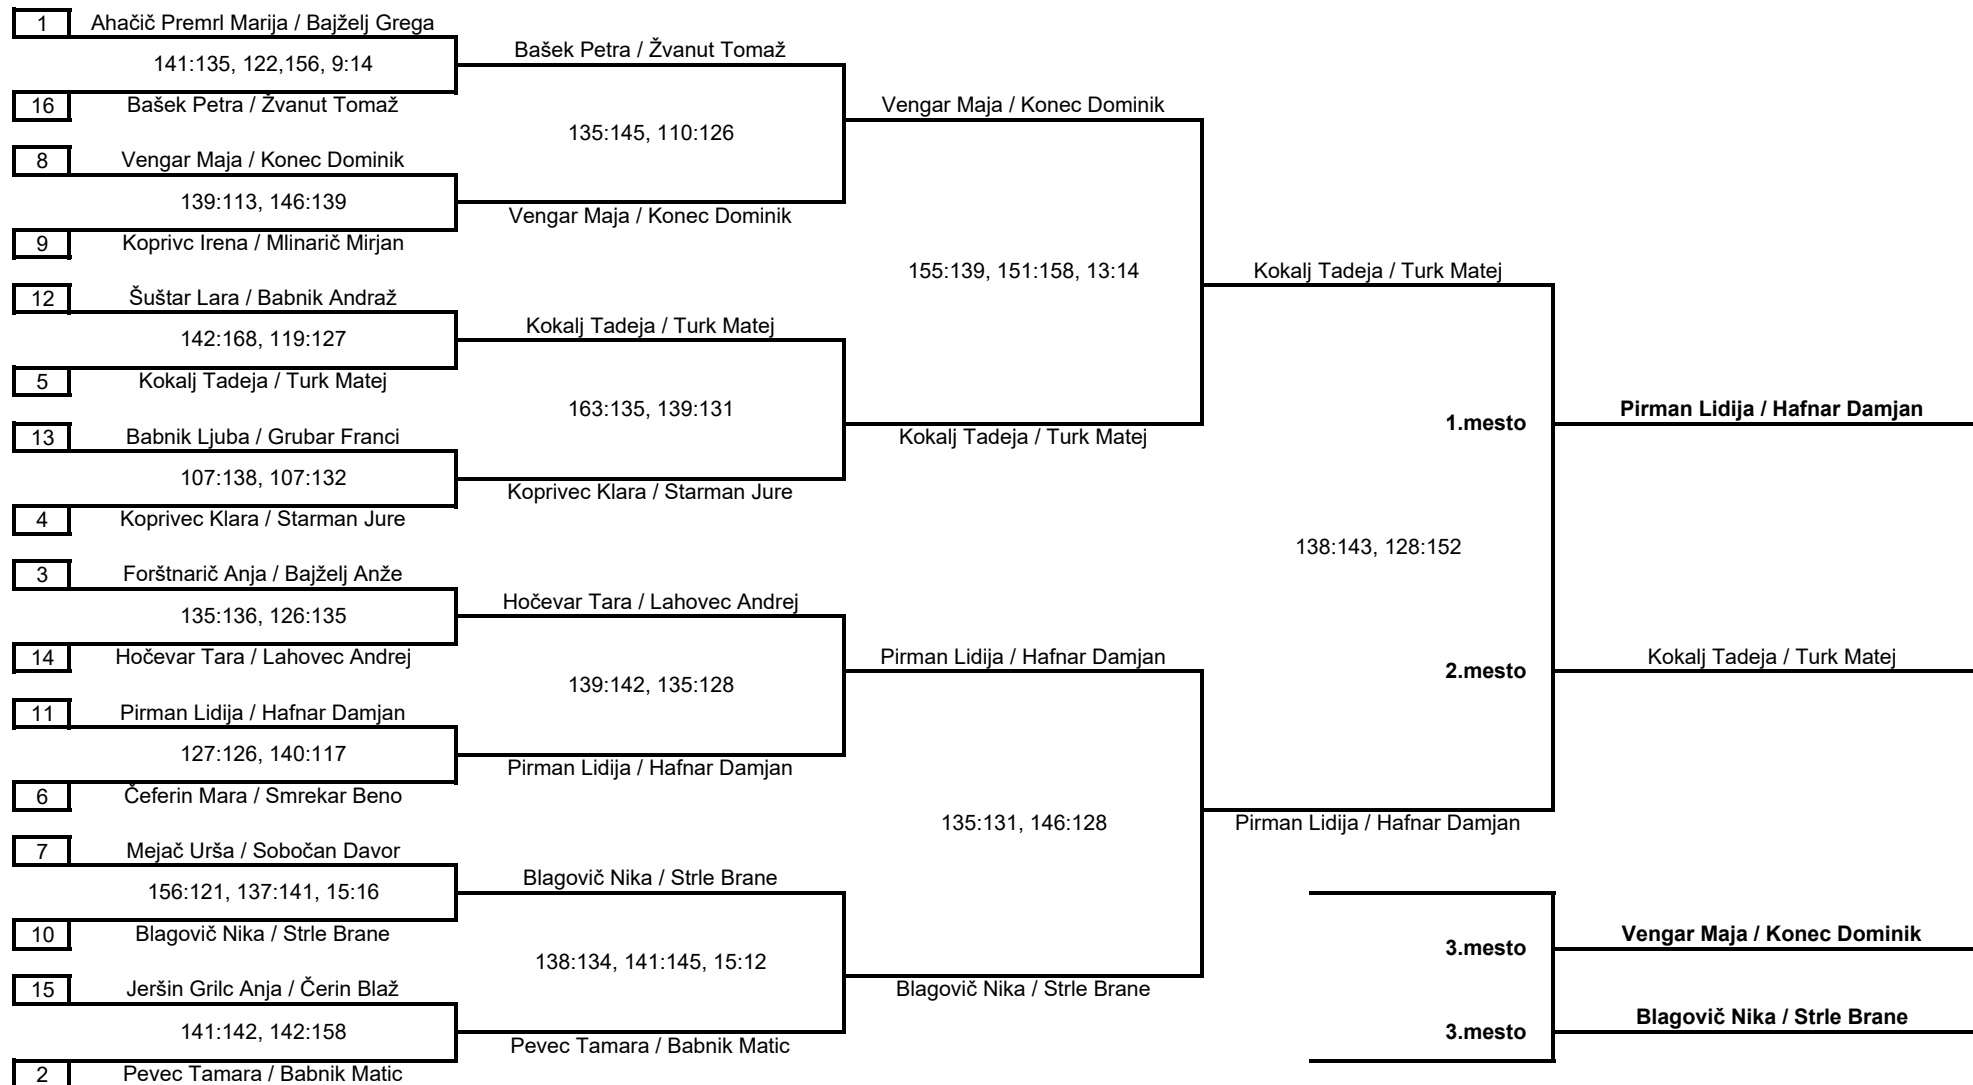 1 Ahačič Premrl Marija / Bajželj Grega
141:135, 122,156, 9:14
16 Bašek Petra / Žvanut Tomaž
8 Vengar Maja / Konec Dominik
139:113, 146:139
9 Koprivc Irena / Mlinarič Mirjan
12 Šuštar Lara / Babnik Andraž
142:168, 119:127
5 Kokalj Tadeja / Turk Matej
13 Babnik Ljuba / Grubar Franci
107:138, 107:132
4 Koprivec Klara / Starman Jure
3 Forštnarič Anja / Bajželj Anže
135:136, 126:135
14 Hočevar Tara / Lahovec Andrej
11 Pirman Lidija / Hafnar Damjan
127:126, 140:117
6 Čeferin Mara / Smrekar Beno
7 Mejač Urša / Sobočan Davor
156:121, 137:141, 15:16
10 Blagovič Nika / Strle Brane
15 Jeršin Grilc Anja / Čerin Blaž
141:142, 142:158
2 Pevec Tamara / Babnik Matic
Bašek Petra / Žvanut Tomaž
135:145, 110:126
Vengar Maja / Konec Dominik
Kokalj Tadeja / Turk Matej
163:135, 139:131
Koprivec Klara / Starman Jure
Hočevar Tara / Lahovec Andrej
139:142, 135:128
Pirman Lidija / Hafnar Damjan
Blagovič Nika / Strle Brane
138:134, 141:145, 15:12
Pevec Tamara / Babnik Matic
Vengar Maja / Konec Dominik
155:139, 151:158, 13:14
Kokalj Tadeja / Turk Matej
Pirman Lidija / Hafnar Damjan
135:131, 146:128
Blagovič Nika / Strle Brane
Kokalj Tadeja / Turk Matej
138:143, 128:152
Pirman Lidija / Hafnar Damjan
1.mesto Pirman Lidija / Hafnar Damjan
2.mesto Kokalj Tadeja / Turk Matej
3.mesto Vengar Maja / Konec Dominik
3.mesto Blagovič Nika / Strle Brane